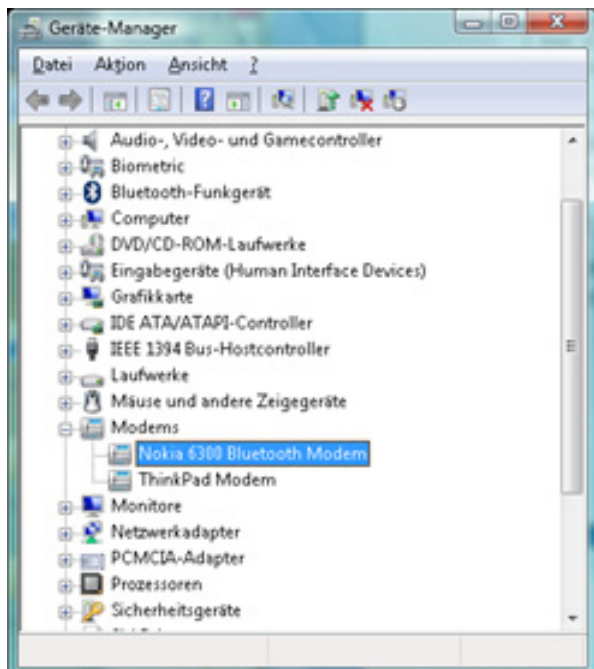 Geräte-Manager
Datei Aktion Ansicht ?
Audio-, Video- und Gamecontroller
Biometric
Bluetooth-Funkgerät
Computer
DVD/CD-ROM-Laufwerke
Eingabegeräte (Human Interface Devices)
Grafikkarte
IDE ATA/ATAPI-Controller
IEEE 1394 Bus-Hostcontroller
Laufwerke
Mäuse und andere Zeigegeräte
Modems
Nokia 6300 Bluetooth Modem
ThinkPad Modem
Monitore
Netzwerkadapter
PCMCIA-Adapter
Prozessoren
Sicherheitsgeräte